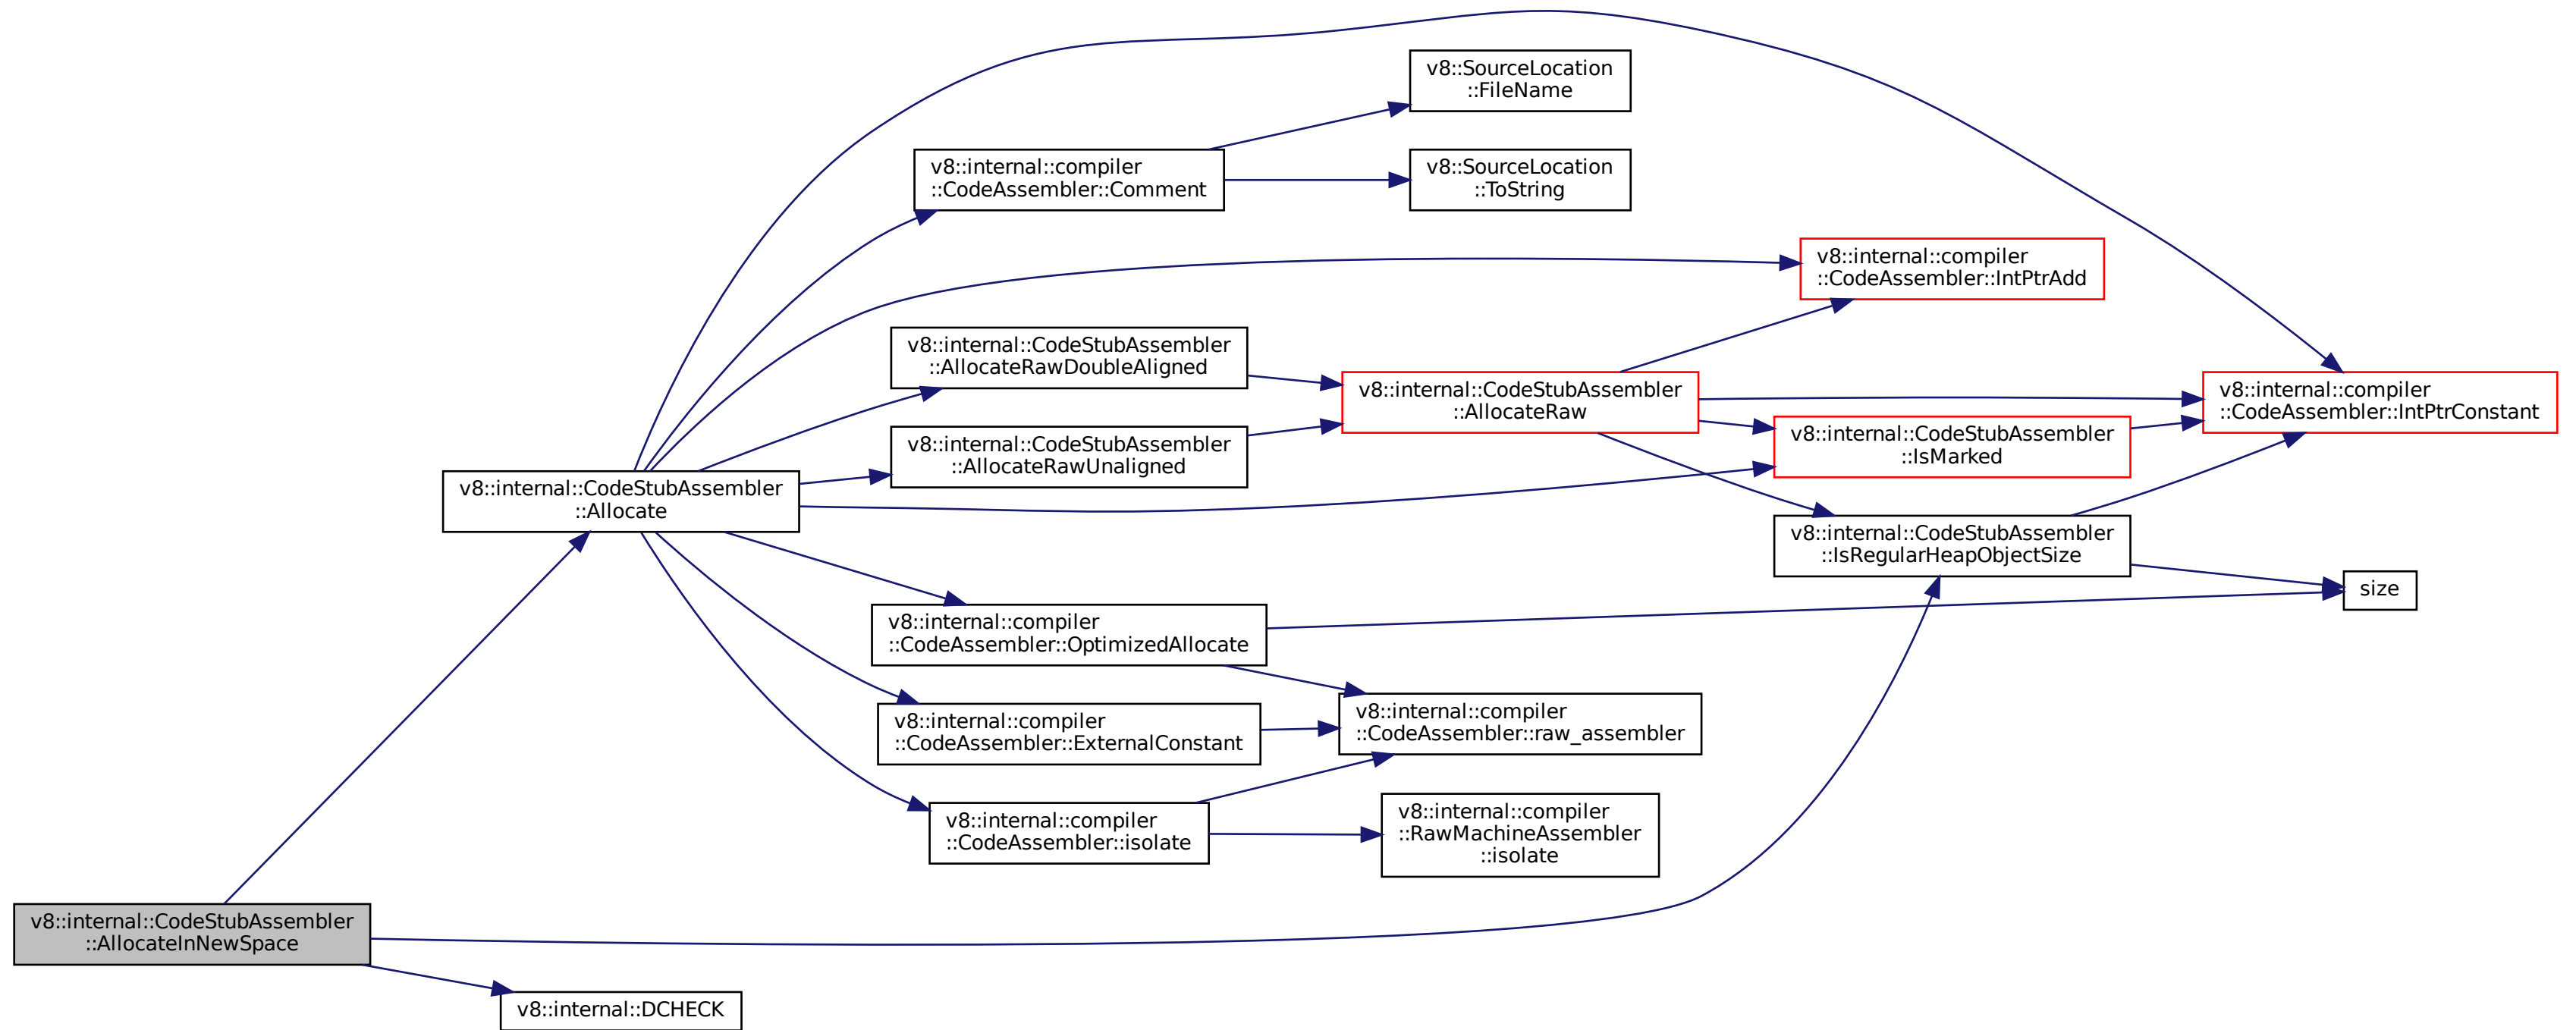 v8::SourceLocation
::FileName
v8::internal::compiler
::CodeAssembler::Comment
v8::SourceLocation
::ToString
v8::internal::compiler
::CodeAssembler::IntPtrAdd
v8::internal::CodeStubAssembler
::AllocateRawDoubleAligned
v8::internal::CodeStubAssembler
::AllocateRaw
v8::internal::compiler
::CodeAssembler::IntPtrConstant
v8::internal::CodeStubAssembler
::AllocateRawUnaligned
v8::internal::CodeStubAssembler
::IsMarked
v8::internal::CodeStubAssembler
::Allocate
v8::internal::CodeStubAssembler
::IsRegularHeapObjectSize
size
v8::internal::compiler
::CodeAssembler::OptimizedAllocate
v8::internal::compiler
::CodeAssembler::ExternalConstant
v8::internal::compiler
::CodeAssembler::raw_assembler
v8::internal::compiler
::CodeAssembler::isolate
v8::internal::compiler
::RawMachineAssembler
::isolate
v8::internal::CodeStubAssembler
::AllocateInNewSpace
v8::internal::DCHECK